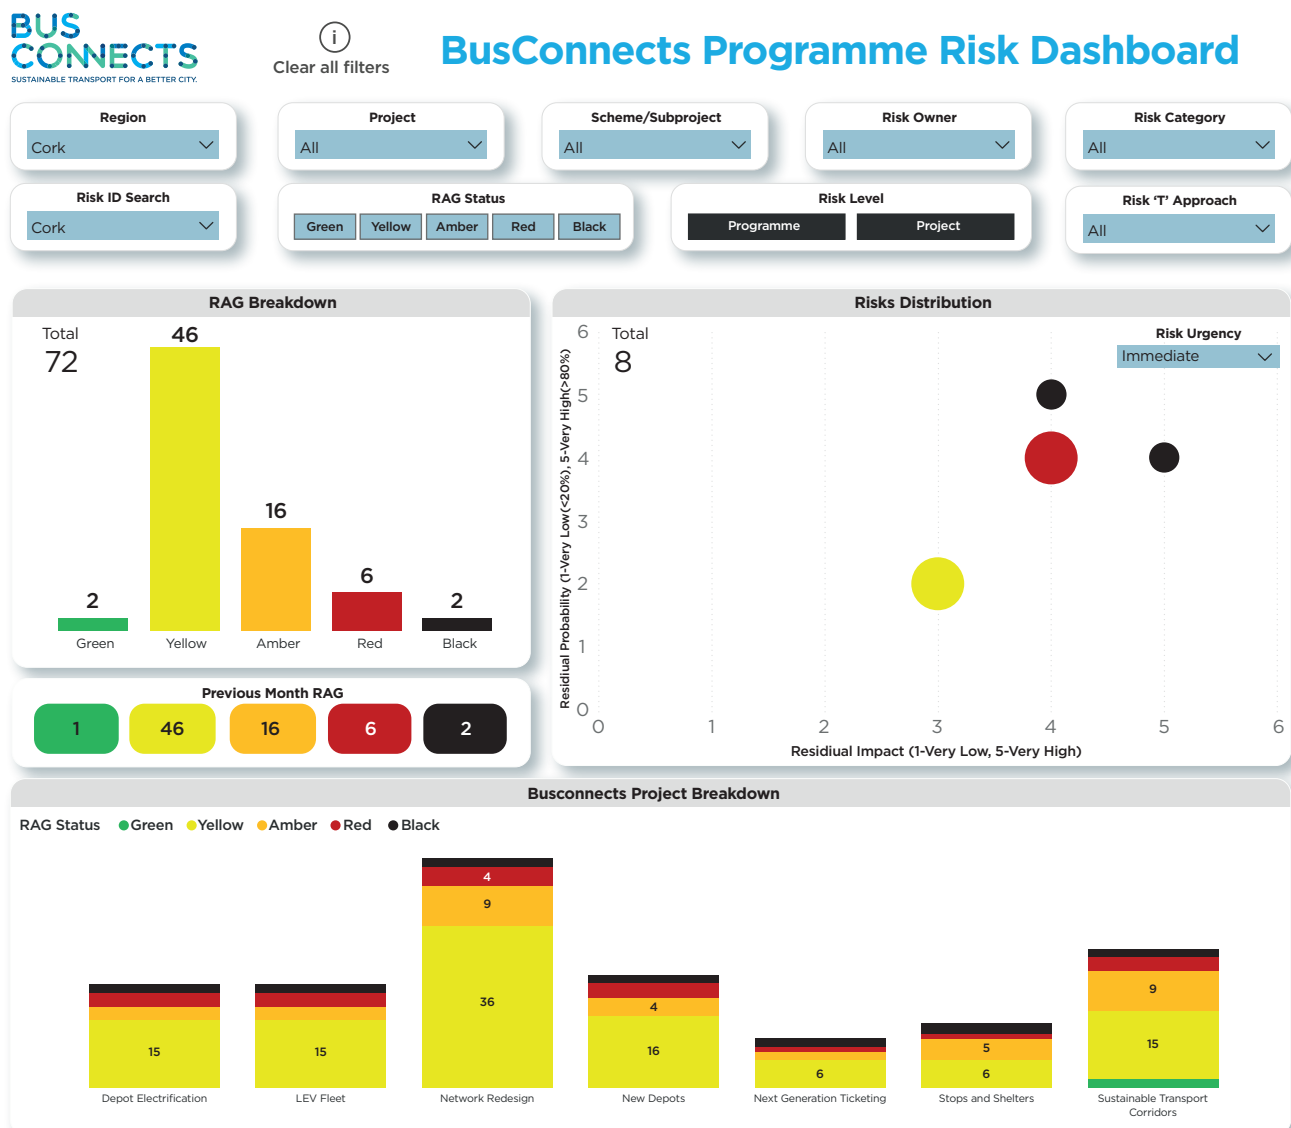 BUS
CONNECTS
SUSTAINABLE TRANSPORT FOR A BETTER CITY.
i
Clear all filters
BusConnects Programme Risk Dashboard
Region
Cork
Project
All
Scheme/Subproject
All
Risk Owner
All
Risk Category
All
Risk ID Search
Cork
RAG Status
Green
Yellow
Amber
Red
Black
Risk Level
Programme
Project
Risk ‘T’ Approach
All
RAG Breakdown
Total
72
46
16
6
2
2
Green
Yellow
Amber
Red
Black
Previous Month RAG
1
46
16
6
2
Risks Distribution
Total
8
Risk Urgency
Immediate
Residiual Probability (1-Very Low(<20%), 5-Very High(>80%)
6
5
4
3
2
1
0
0
1
2
3
4
5
6
Residiual Impact (1-Very Low, 5-Very High)
Busconnects Project Breakdown
RAG Status
Green
Yellow
Amber
Red
Black
15
15
4
9
36
4
16
6
5
6
9
15
Depot Electrification
LEV Fleet
Network Redesign
New Depots
Next Generation Ticketing
Stops and Shelters
Sustainable Transport
Corridors